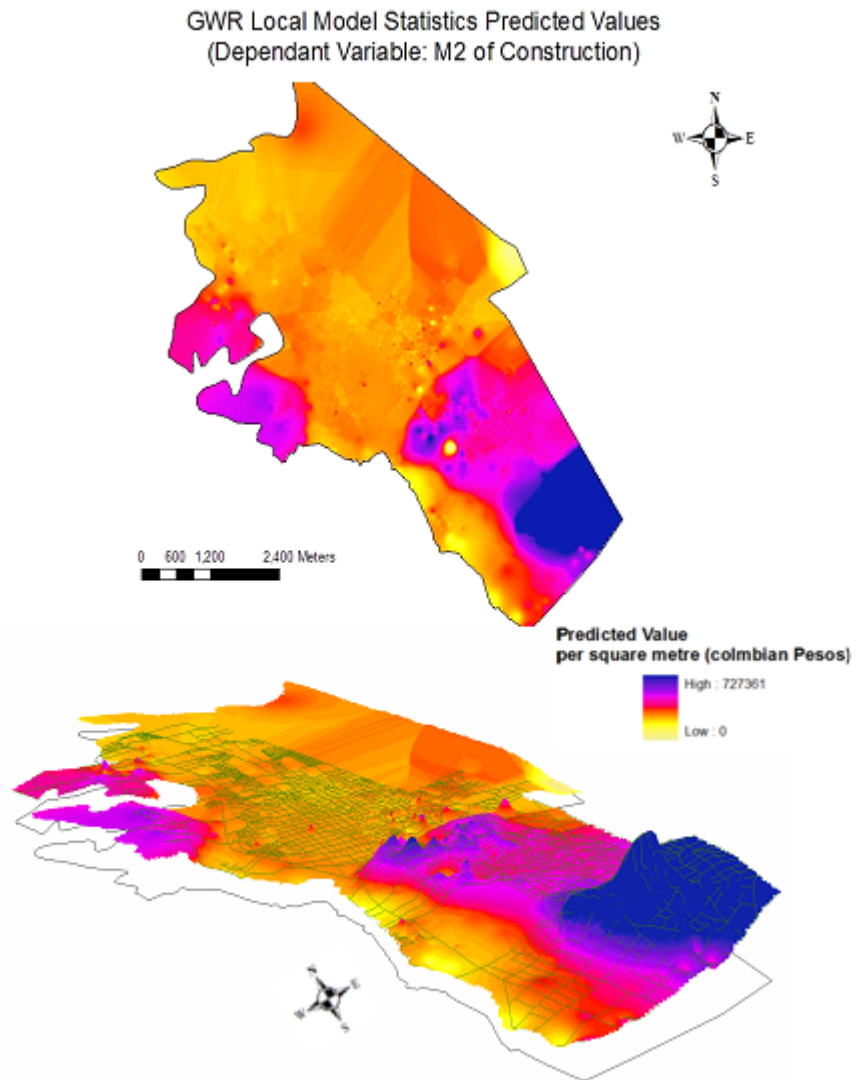 GWR Local Model Statistics Predicted Values
(Dependant Variable: M2 of Construction)
N
W E
S
0 600 1,200 2,400 Meters
Predicted Value
per square metre (colmbian Pesos)
High : 727361
Low : 0
N
E
W
S